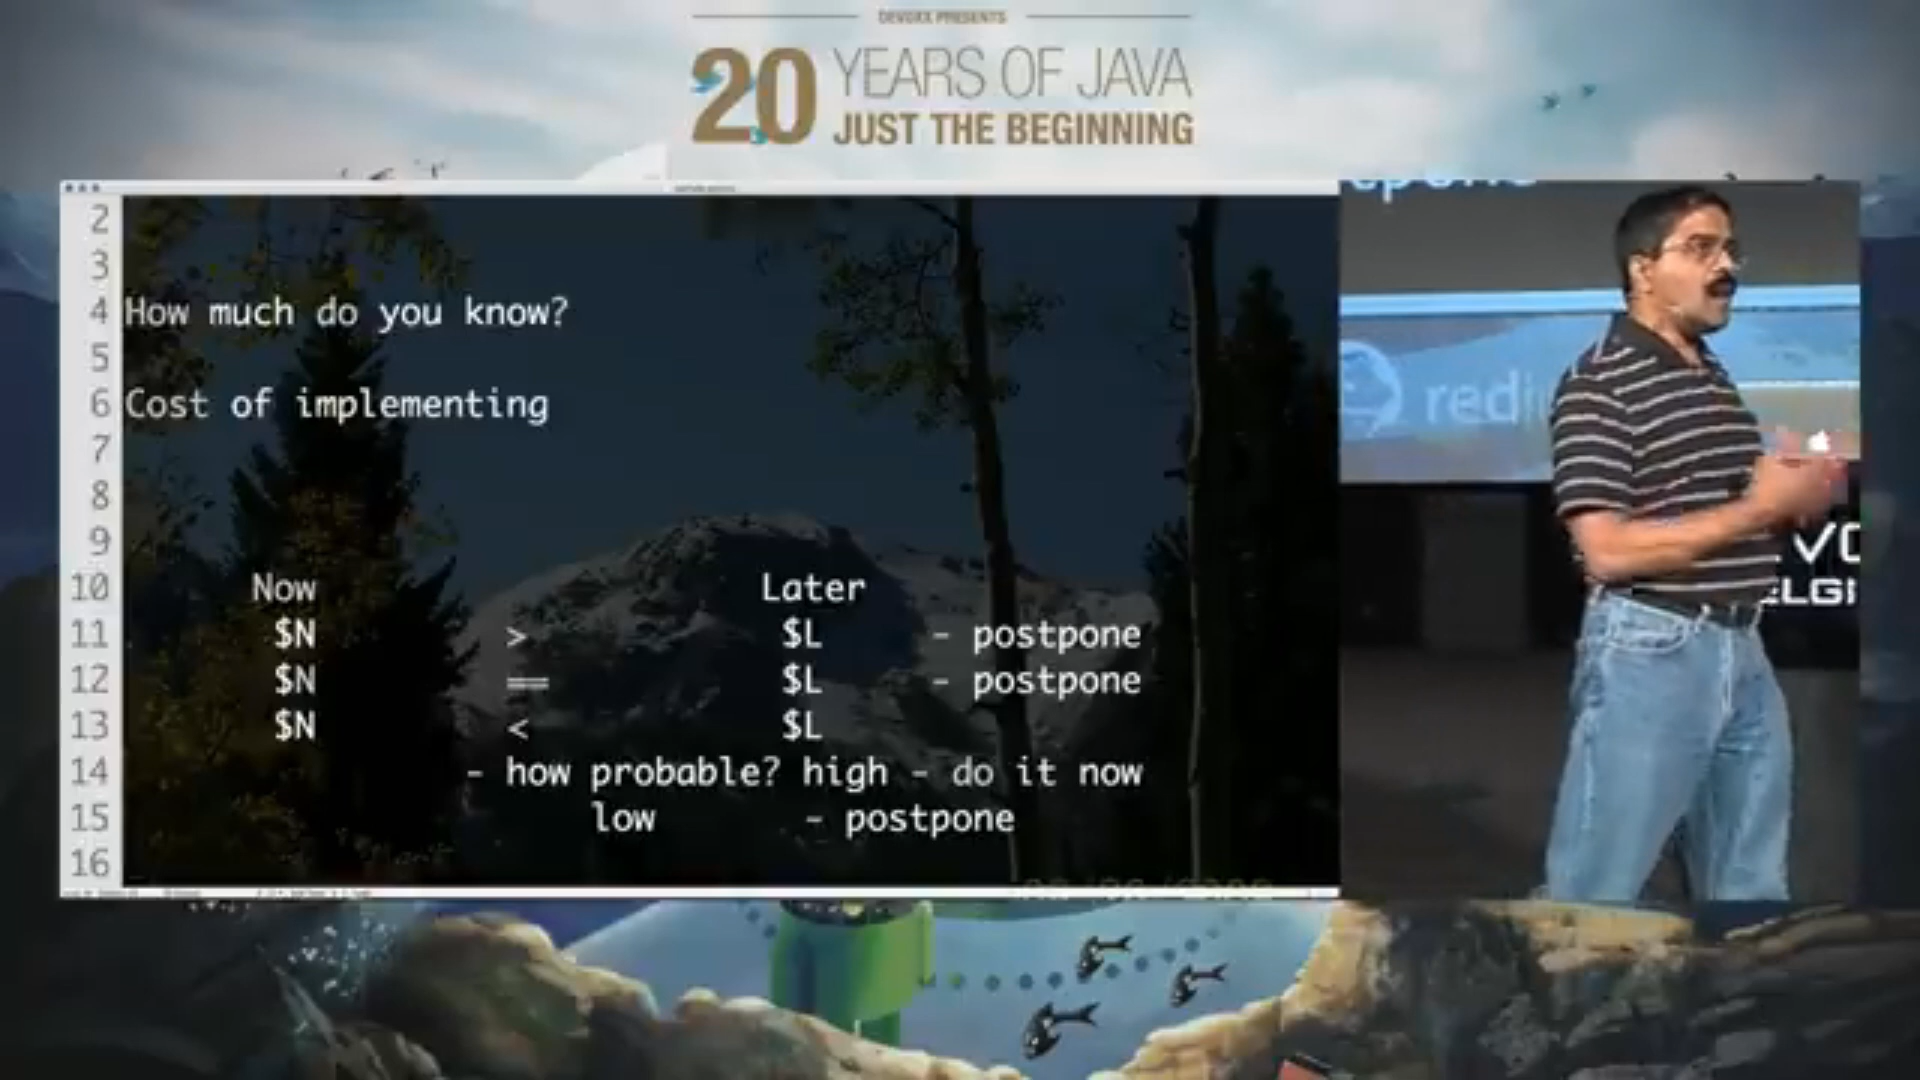 DEVOXX PRESENTS
20 YEARS OF JAVA
JUST THE BEGINNING
2
3
4 How much do you know?
5
6 Cost of implementing
7
8
9
10 Now Later
11 $N > $L - postpone
12 $N == $L - postpone
13 $N < $L
14 - how probable? high - do it now
15 low - postpone
16